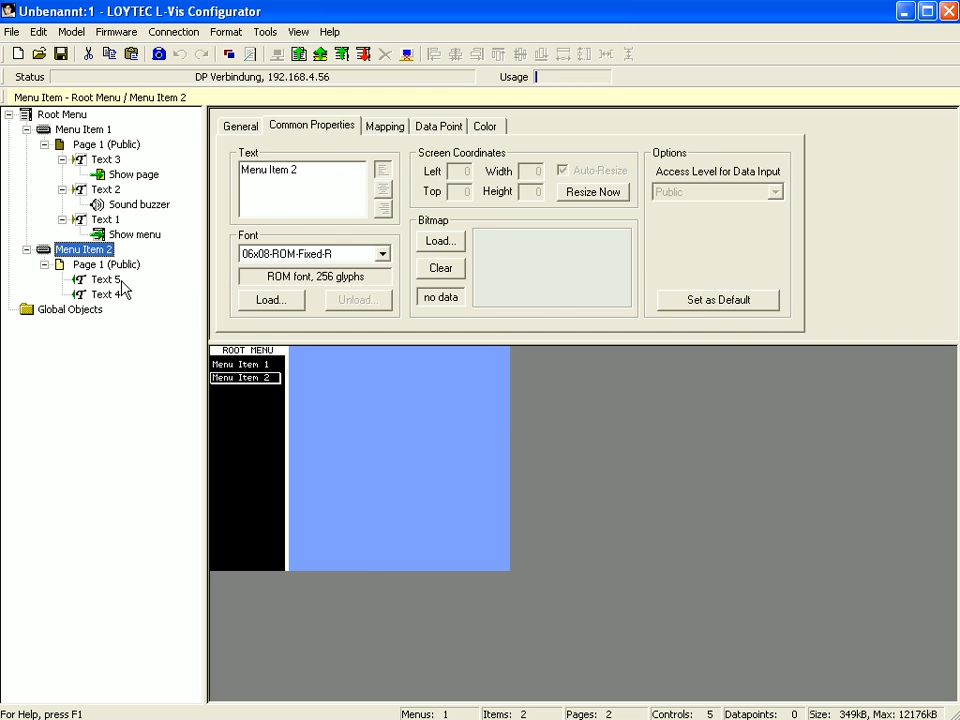 Unbenannt:1 - LOYTEC L-Vis Configurator
File Edit Model Firmware Connection Format Tools View Help
Status DP Verbindung, 192.168.4.56 Usage
Menu Item - Root Menu / Menu Item 2
Root Menu
Menu Item 1
Page 1 (Public)
Text 3
Show page
Text 2
Sound buzzer
Text 1
Show menu
Menu Item 2
Page 1 (Public)
Text 5
Text 4
Global Objects
General Common Properties Mapping Data Point Color
Text
Menu Item 2
Font
06x08-ROM-Fixed-R
ROM font, 256 glyphs
Load... Unload...
Screen Coordinates
Left 0 Width 0 Auto-Resize
Top 0 Height 0 Resize Now
Bitmap
Load...
Clear
no data
Options
Access Level for Data Input
Public
Set as Default
ROOT MENU
Menu Item 1
Menu Item 2
For Help, press F1 Menus: 1 Items: 2 Pages: 2 Controls: 5 Datapoints: 0 Size: 349kB, Max: 12176kB